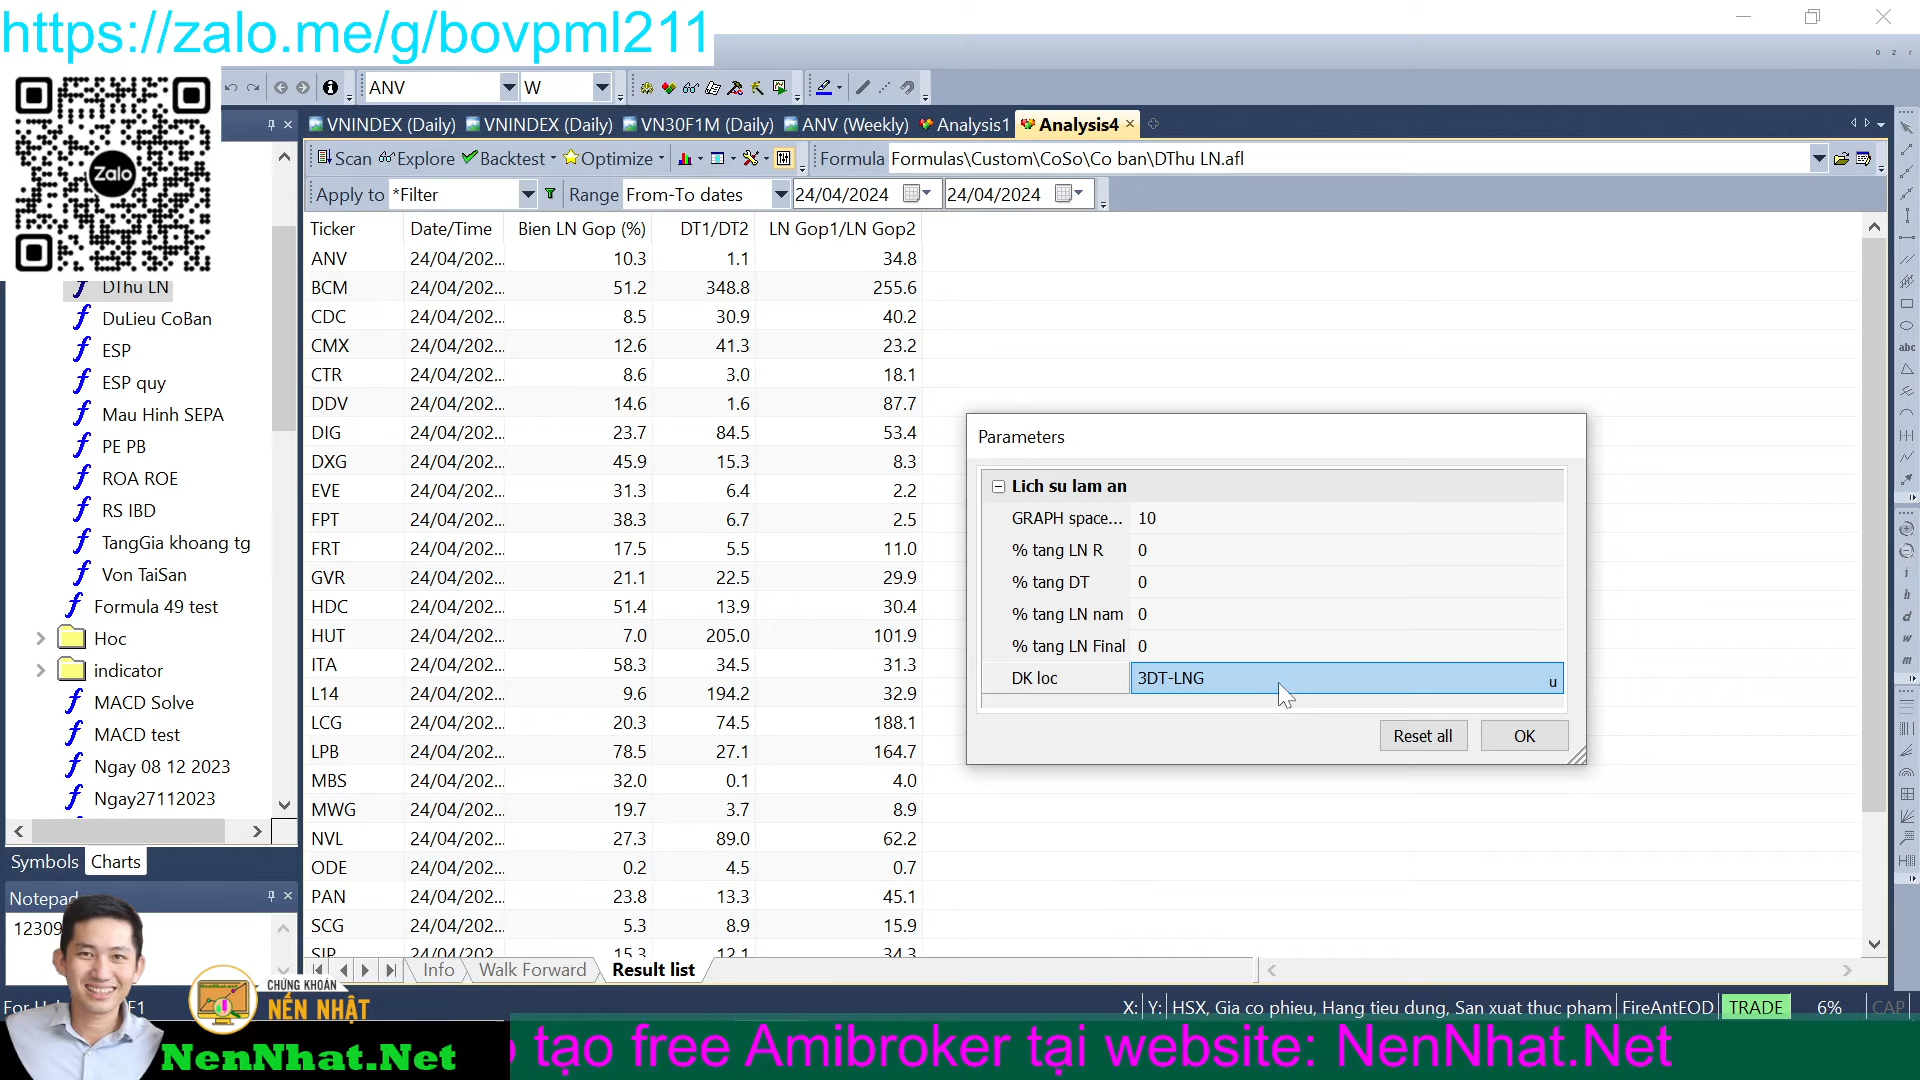 https://zalo.me/g/bovpml211
Zalo
ANV
W
VNINDEX (Daily)
VNINDEX (Daily)
VN30F1M (Daily)
ANV (Weekly)
Analysis1
Analysis4
Scan
Explore
Backtest
Optimize
Formula
Formulas\Custom\CoSo\Co ban\DThu LN.afl
Apply to
*Filter
Range
From-To dates
24/04/2024
24/04/2024
Ticker Date/Time Bien LN Gop (%) DT1/DT2 LN Gop1/LN Gop2
ANV 24/04/202... 10.3 1.1 34.8
BCM 24/04/202... 51.2 348.8 255.6
CDC 24/04/202... 8.5 30.9 40.2
CMX 24/04/202... 12.6 41.3 23.2
CTR 24/04/202... 8.6 3.0 18.1
DDV 24/04/202... 14.6 1.6 87.7
DIG 24/04/202... 23.7 84.5 53.4
DXG 24/04/202... 45.9 15.3 8.3
EVE 24/04/202... 31.3 6.4 2.2
FPT 24/04/202... 38.3 6.7 2.5
FRT 24/04/202... 17.5 5.5 11.0
GVR 24/04/202... 21.1 22.5 29.9
HDC 24/04/202... 51.4 13.9 30.4
HUT 24/04/202... 7.0 205.0 101.9
ITA 24/04/202... 58.3 34.5 31.3
L14 24/04/202... 9.6 194.2 32.9
LCG 24/04/202... 20.3 74.5 188.1
LPB 24/04/202... 78.5 27.1 164.7
MBS 24/04/202... 32.0 0.1 4.0
MWG 24/04/202... 19.7 3.7 8.9
NVL 24/04/202... 27.3 89.0 62.2
ODE 24/04/202... 0.2 4.5 0.7
PAN 24/04/202... 23.8 13.3 45.1
SCG 24/04/202... 5.3 8.9 15.9
SIP 24/04/202... 15.3 12.1 34.3
DThu LN
DuLieu CoBan
ESP
ESP quy
Mau Hinh SEPA
PE PB
ROA ROE
RS IBD
TangGia khoang tg
Von TaiSan
Formula 49 test
Hoc
indicator
MACD Solve
MACD test
Ngay 08 12 2023
Ngay27112023
Symbols
Charts
Notepad
12309
Parameters
Lich su lam an
GRAPH space... 10
% tang LN R 0
% tang DT 0
% tang LN nam 0
% tang LN Final 0
DK loc 3DT-LNG
u
Reset all
OK
abc
Info
Walk Forward
Result list
X: Y: HSX, Gia co phieu, Hang tieu dung, San xuat thuc pham FireAntEOD TRADE 6% CAP
CHỨNG KHOÁN
NẾN NHẬT
NenNhat.Net
tạo free Amibroker tại website: NenNhat.Net